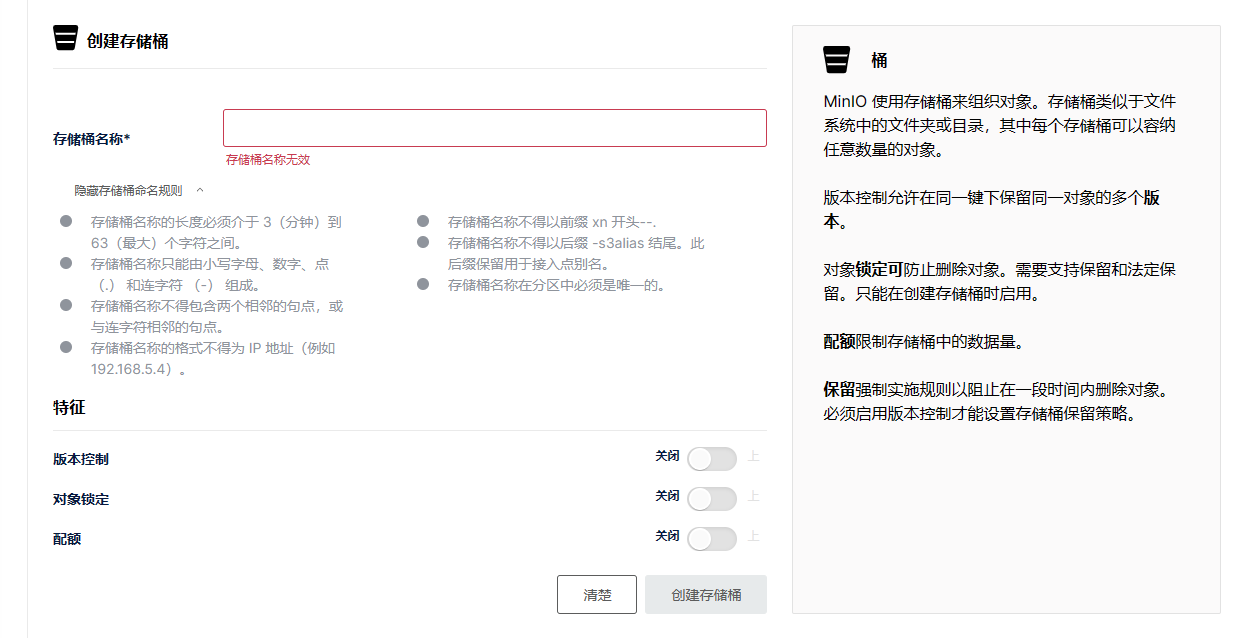 创建存储桶
存储桶名称*
存储桶名称无效
隐藏存储桶命名规则
存储桶名称的长度必须介于 3（分钟）到
63（最大）个字符之间。
存储桶名称只能由小写字母、数字、点
（.） 和连字符 （-） 组成。
存储桶名称不得包含两个相邻的句点，或
与连字符相邻的句点。
存储桶名称的格式不得为 IP 地址（例如
192.168.5.4）。
存储桶名称不得以前缀 xn 开头--.
存储桶名称不得以后缀 -s3alias 结尾。此
后缀保留用于接入点别名。
存储桶名称在分区中必须是唯一的。
特征
版本控制
关闭 上
对象锁定
关闭 上
配额
关闭 上
清楚
创建存储桶
桶
MinIO 使用存储桶来组织对象。存储桶类似于文件
系统中的文件夹或目录，其中每个存储桶可以容纳
任意数量的对象。
版本控制允许在同一键下保留同一对象的多个版
本。
对象锁定可防止删除对象。需要支持保留和法定保
留。只能在创建存储桶时启用。
配额限制存储桶中的数据量。
保留强制实施规则以阻止在一段时间内删除对象。
必须启用版本控制才能设置存储桶保留策略。